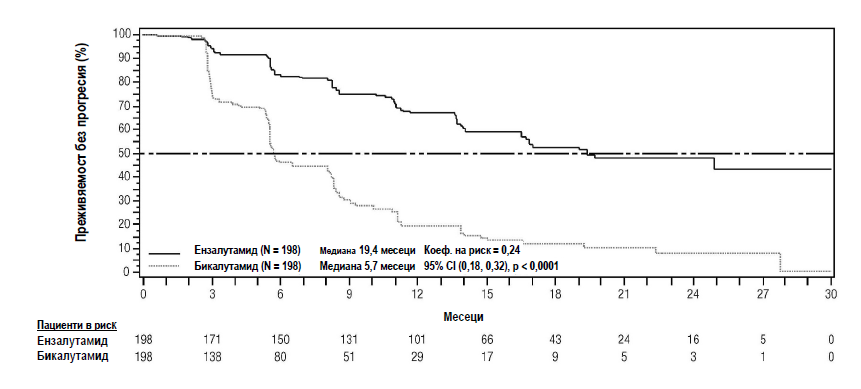 Преживяемост без прогресия (%)
100
90
80
70
60
50
40
30
20
10
0
Ензалутамид (N = 198) Медиана 19,4 месеци Коеф. на риск = 0,24
Бикалутамид (N = 198) Медиана 5,7 месеци 95% CI (0,18, 0,32), p < 0,0001
0 3 6 9 12 15 18 21 24 27 30
Месеци
Пациенти в риск
Ензалутамид 198 171 150 131 101 66 43 24 16 5 0
Бикалутамид 198 138 80 51 29 17 9 5 3 1 0